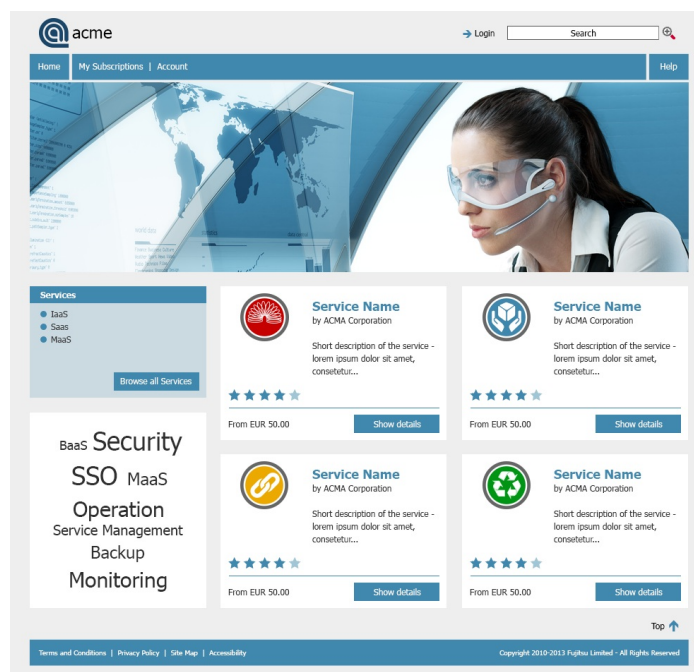 acme
Login
Search
Home
My Subscriptions | Account
Help
Services
IaaS
Saas
MaaS
Browse all Services
Service Name
by ACMA Corporation
Short description of the service -
lorem ipsum dolor sit amet,
consetetur...
From EUR 50.00
Show details
Service Name
by ACMA Corporation
Short description of the service -
lorem ipsum dolor sit amet,
consetetur...
From EUR 50.00
Show details
BaaS Security
SSO MaaS
Operation
Service Management
Backup
Monitoring
Service Name
by ACMA Corporation
Short description of the service -
lorem ipsum dolor sit amet,
consetetur...
From EUR 50.00
Show details
Service Name
by ACMA Corporation
Short description of the service -
lorem ipsum dolor sit amet,
consetetur...
From EUR 50.00
Show details
Top
Terms and Conditions | Privacy Policy | Site Map | Accessibility
Copyright 2010-2013 Fujitsu Limited - All Rights Reserved